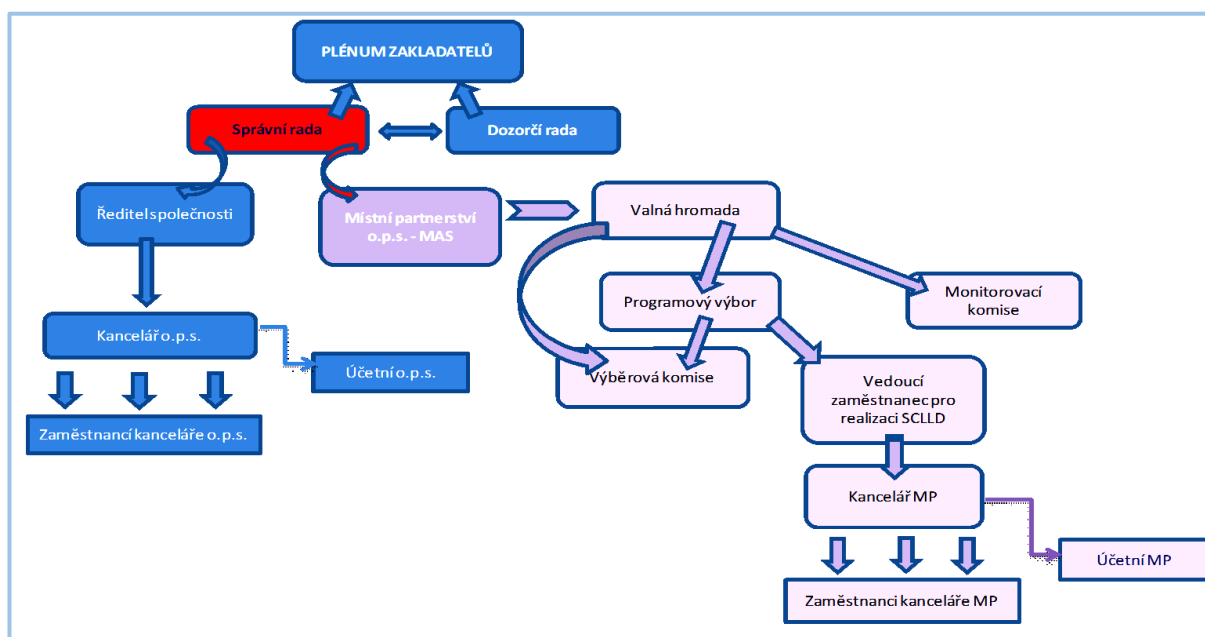 PLÉNUM ZAKLADATELŮ
Správní rada
Dozorčí rada
Ředitel společnosti
Místní partnerství
o.p.s. - MAS
Valná hromada
Programový výbor
Monitorovací
komise
Kancelář o.p.s.
Účetní o.p.s.
Výběrová komise
Vedoucí
zaměstnanec pro
realizaci SCLLD
Zaměstnancí kanceláře o.p.s.
Kancelář MP
Účetní MP
Zaměstnanci kanceláře MP